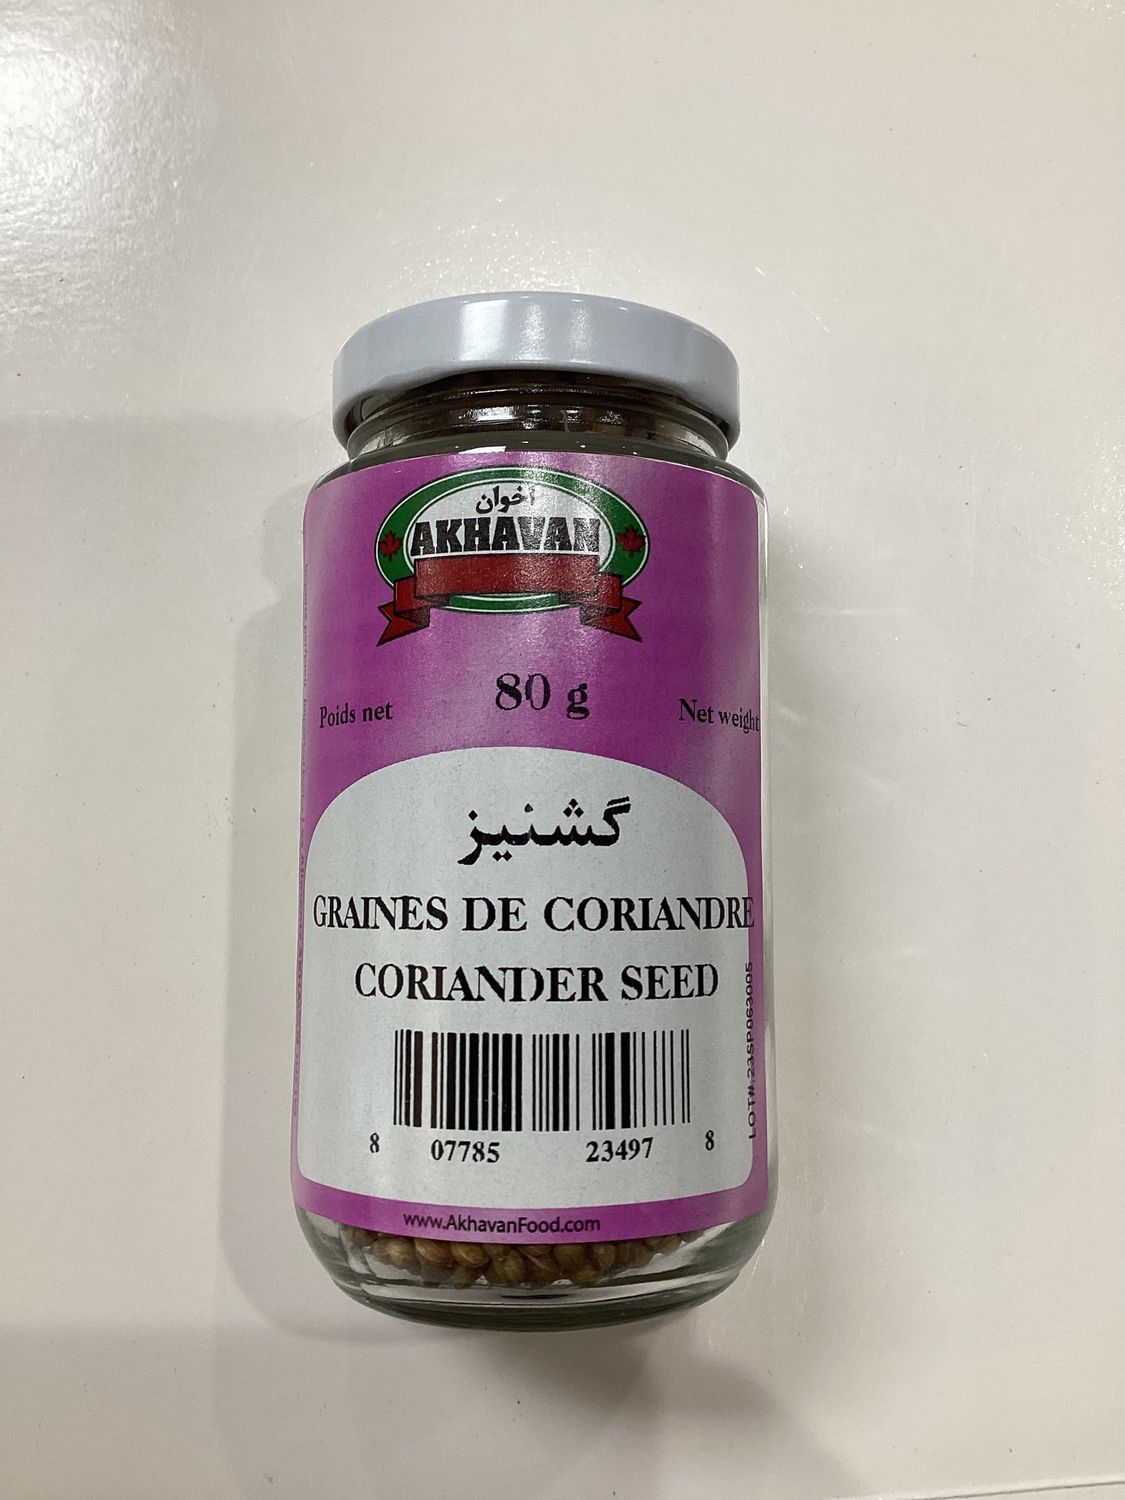 اخوان
AKHAVAN
80 g
Poids net
Net weight
گشنیز
GRAINES DE CORIANDRE
CORIANDER SEED
8 07785 23497 8
LOT#.23SP063005
www.AkhavanFood.com